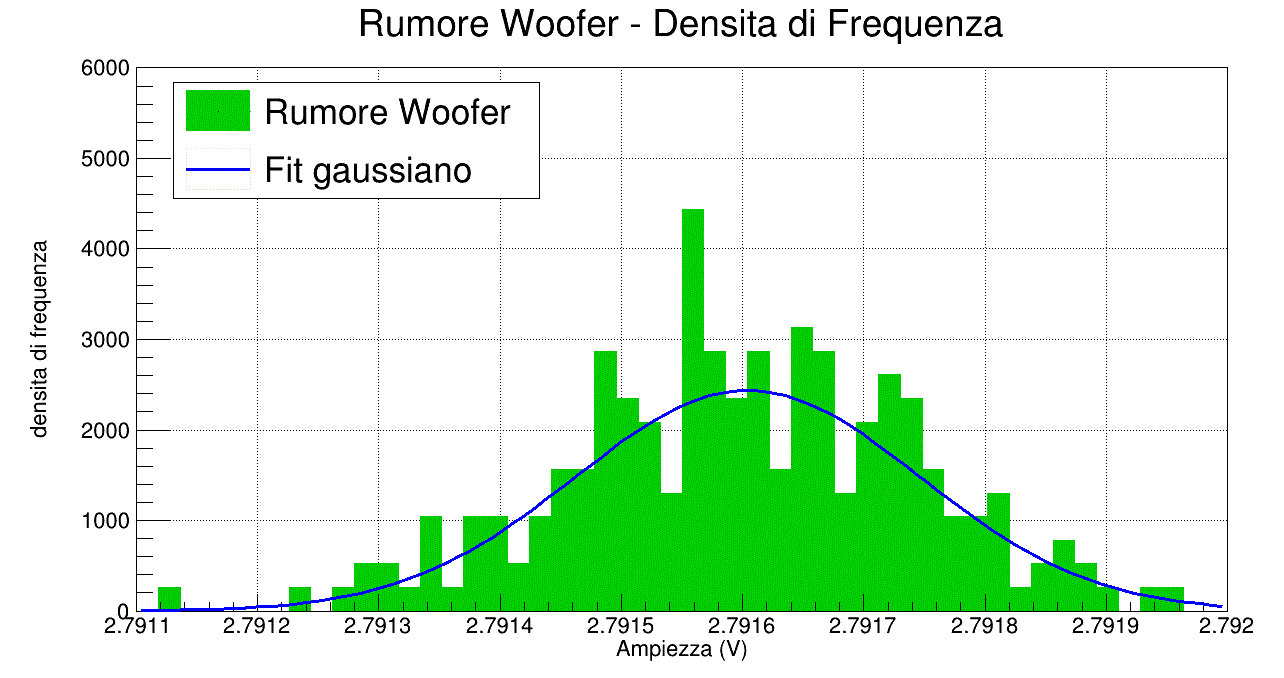 Rumore Woofer - Densita di Frequenza
6000
5000
4000
3000
2000
1000
0
densita di frequenza
Rumore Woofer
Fit gaussiano
2.7911 2.7912 2.7913 2.7914 2.7915 2.7916 2.7917 2.7918 2.7919 2.792
Ampiezza (V)